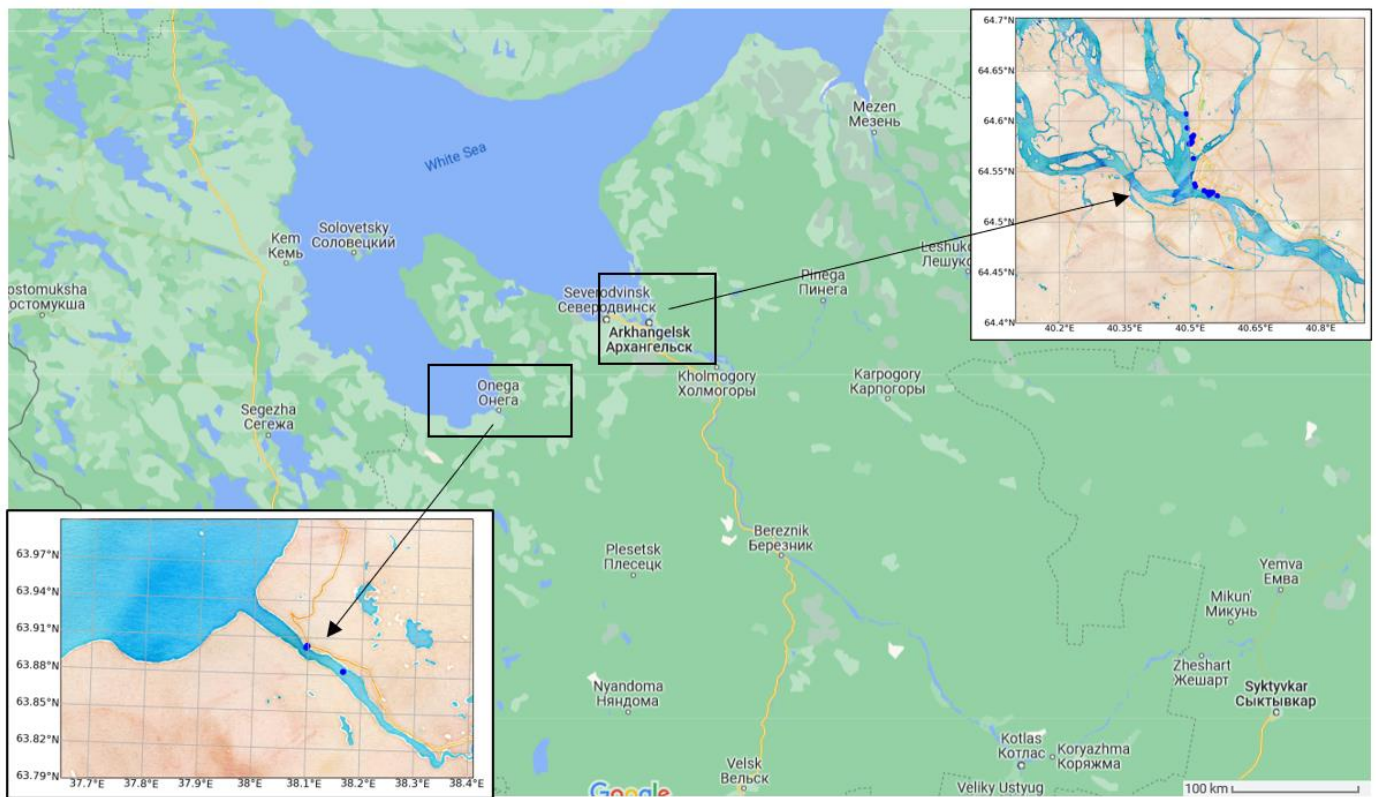 64.7°N
64.65°N
64.6°N
64.55°N
64.5°N
64.45°N
64.4°N
40.2°E
40.35°E
40.5°E
40.65°E
40.8°E
Mezen
Мезень
White Sea
Solovetsky
Соловецкий
Kem
Кемь
Leshuko
Лешуко
Pinega
Пинега
ostomuksha
остомукша
Severodvinsk
Северодвинск
Arkhangelsk
Архангельск
Kholmogory
Холмогоры
Karpogory
Карпогоры
Onega
Онега
Segezha
Сегежа
63.97°N
63.94°N
63.91°N
63.88°N
63.85°N
63.82°N
63.79°N
37.7°E
37.8°E
37.9°E
38.0°E
38.1°E
38.2°E
38.3°E
38.4°E
Bereznik
Березник
Plesetsk
Плесецк
Yemva
Емва
Mikun'
Микунь
Zheshart
Жешарт
Syktyvkar
Сыктывкар
Nyandoma
Няндома
Kotlas
Котлас
Koryazhma
Коряжма
Velsk
Вельск
Veliky Ustyug
Google
100 km